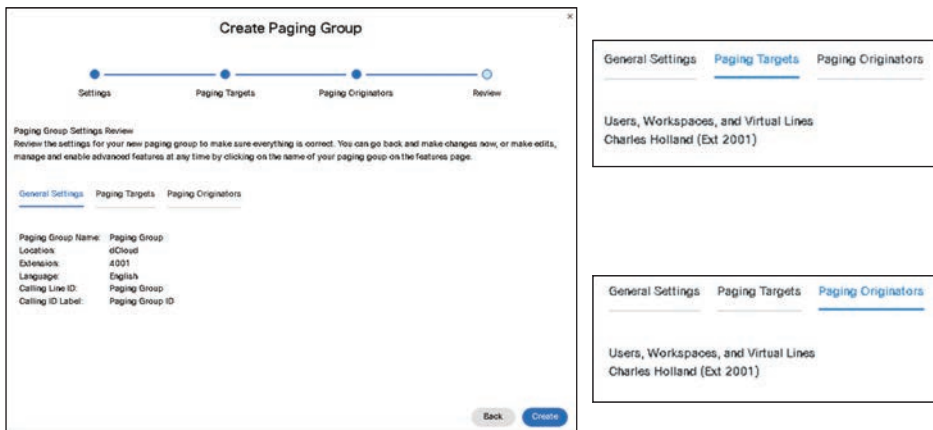 ×
Create Paging Group
Settings Paging Targets Paging Originators Review
Paging Group Settings Review
Review the settings for your new paging group to make sure everything is correct. You can go back and make changes now, or make edits,
manage and enable advanced features at any time by clicking on the name of your paging goup on the features page.
General Settings Paging Targets Paging Originators
Paging Group Name: Paging Group
Location: dCloud
Extension: 4001
Language: English
Calling Line ID: Paging Group
Calling ID Label: Paging Group ID
Back Create
General Settings Paging Targets Paging Originators
Users, Workspaces, and Virtual Lines
Charles Holland (Ext 2001)
General Settings Paging Targets Paging Originators
Users, Workspaces, and Virtual Lines
Charles Holland (Ext 2001)